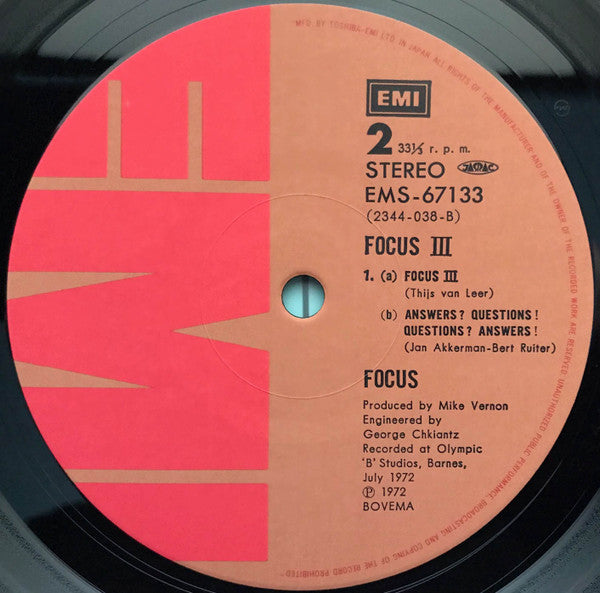 MFD. BY TOSHIBA-EMI LTD. IN JAPAN ALL RIGHTS OF THE MANUFACTURER AND OF THE OWNER OF THE RECORDED WORK ARE RESERVED UNAUTHORIZED PUBLIC PERFORMANCE, BROADCASTING AND COPYING OF THE RECORD PROHIBITED
EMI
EMI
2 33⅓ r. p. m.
STEREO JASRAC
EMS-67133
(2344-038-B)
FOCUS III
1. (a) FOCUS III
(Thijs van Leer)
(b) ANSWERS? QUESTIONS!
QUESTIONS? ANSWERS!
(Jan Akkerman-Bert Ruiter)
FOCUS
Produced by Mike Vernon
Engineered by
George Chkiantz
Recorded at Olympic
'B' Studios, Barnes,
July 1972
Ⓟ 1972
BOVEMA